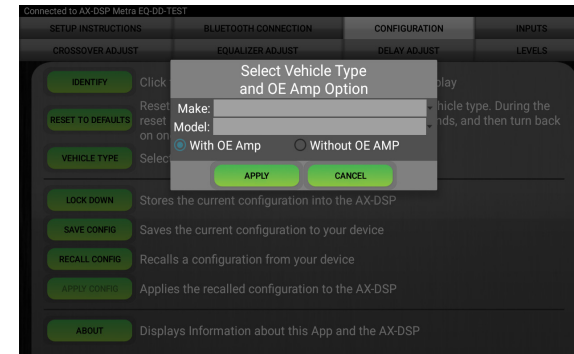 Connected to AX-DSP Metra EQ-DD-TEST
SETUP INSTRUCTIONS BLUETOOTH CONNECTION CONFIGURATION INPUTS
CROSSOVER ADJUST EQUALIZER ADJUST DELAY ADJUST LEVELS
Select Vehicle Type
and OE Amp Option
IDENTIFY Click play
Make:
RESET TO DEFAULTS Reset hicle type. During the
reset nds, and then turn back
Model:
on on
With OE Amp Without OE AMP
VEHICLE TYPE Select
APPLY CANCEL
LOCK DOWN Stores the current configuration into the AX-DSP
SAVE CONFIG Saves the current configuration to your device
RECALL CONFIG Recalls a configuration from your device
APPLY CONFIG Applies the recalled configuration to the AX-DSP
ABOUT Displays Information about this App and the AX-DSP